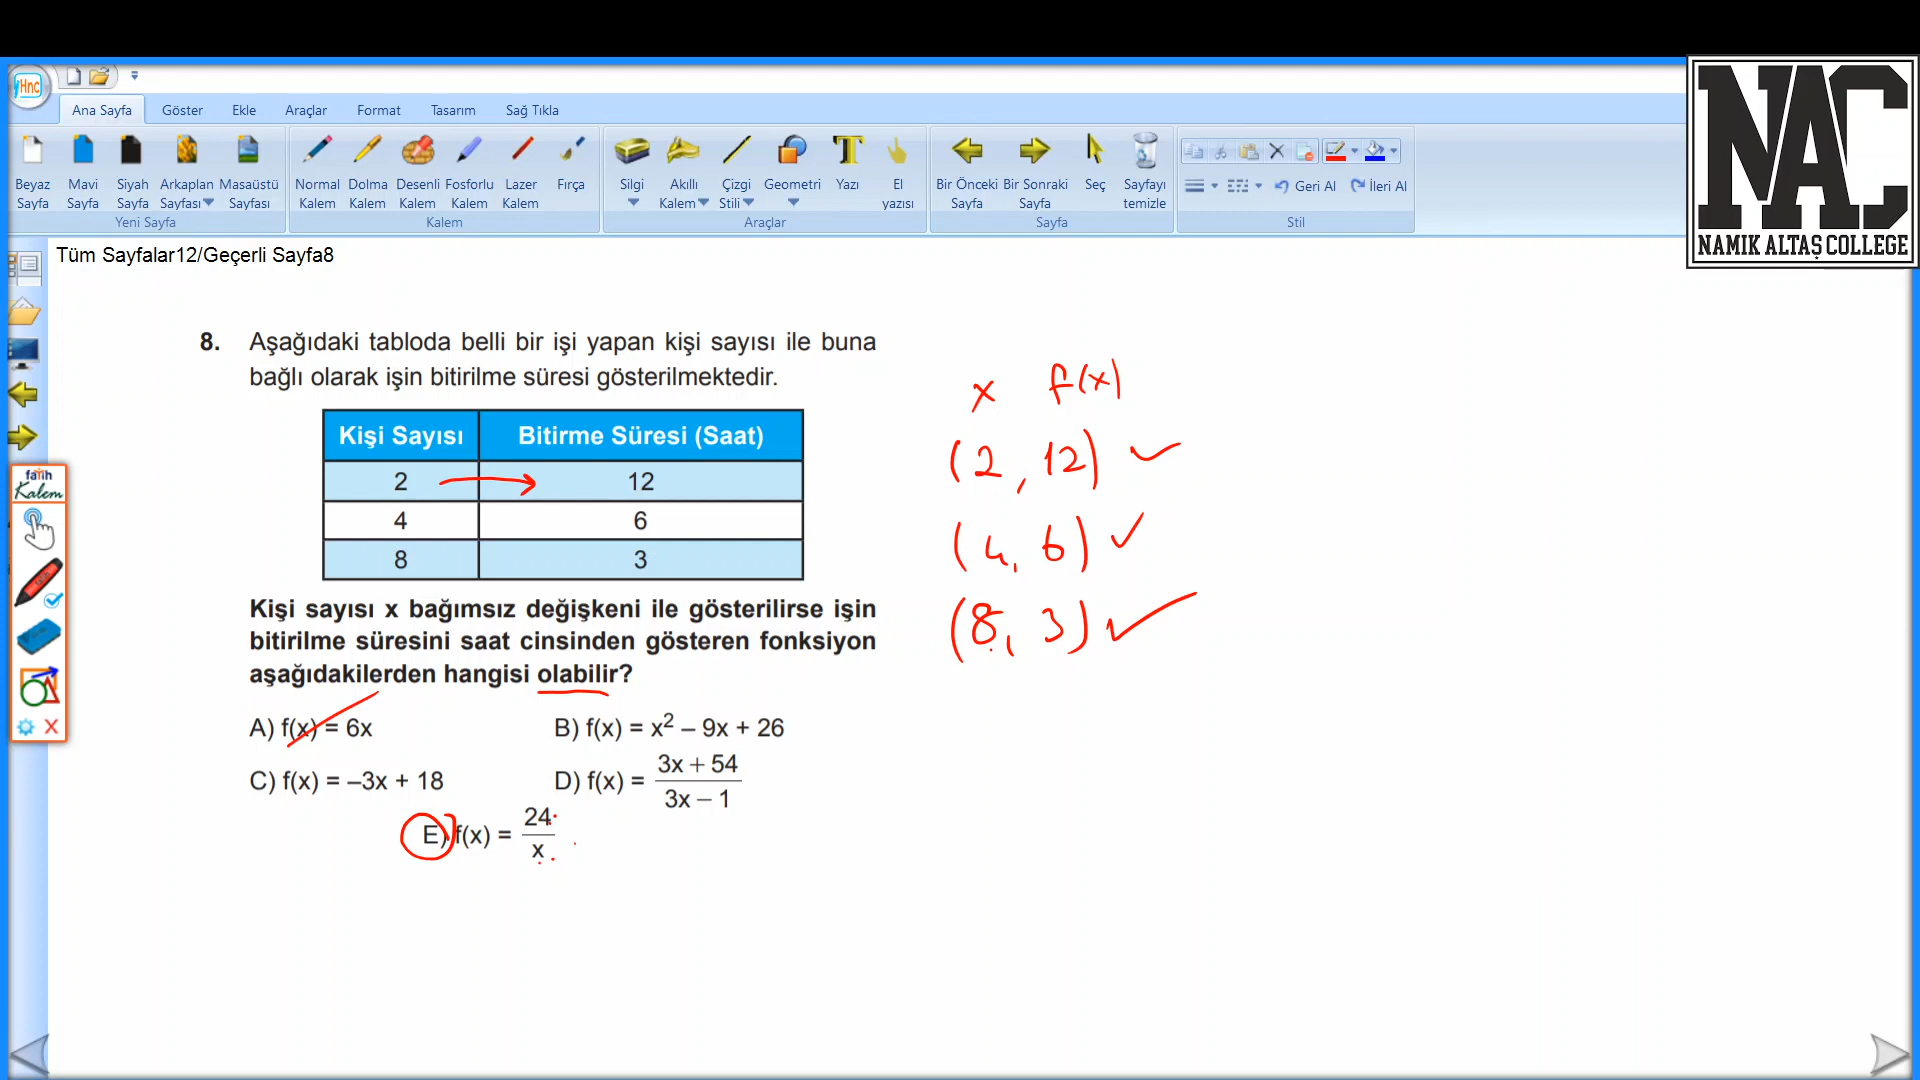 Ana Sayfa Göster Ekle Araçlar Format Tasarım Sağ Tıkla
Beyaz Sayfa Mavi Sayfa Siyah Sayfa Arkaplan Sayfası Masaüstü Sayfası
Normal Kalem Dolma Kalem Desenli Kalem Fosforlu Kalem Lazer Kalem Fırça
Silgi Akıllı Kalem Çizgi Stili Geometri Yazı El yazısı
Bir Önceki Sayfa Bir Sonraki Sayfa Seç Sayfayı temizle
Geri Al İleri Al
Yeni Sayfa Kalem Araçlar Sayfa Stil
NAC
NAMIK ALTAŞ COLLEGE
Tüm Sayfalar12/Geçerli Sayfa8
fatih
Kalem
8. Aşağıdaki tabloda belli bir işi yapan kişi sayısı ile buna
bağlı olarak işin bitirilme süresi gösterilmektedir.
Kişi Sayısı Bitirme Süresi (Saat)
2 12
4 6
8 3
Kişi sayısı x bağımsız değişkeni ile gösterilirse işin
bitirilme süresini saat cinsinden gösteren fonksiyon
aşağıdakilerden hangisi olabilir?
A) f(x) = 6x B) f(x) = x² – 9x + 26
C) f(x) = –3x + 18 D) f(x) = (3x + 54)/(3x – 1)
E) f(x) = 24/x
x f(x)
(2, 12)
(4, 6)
(8, 3)